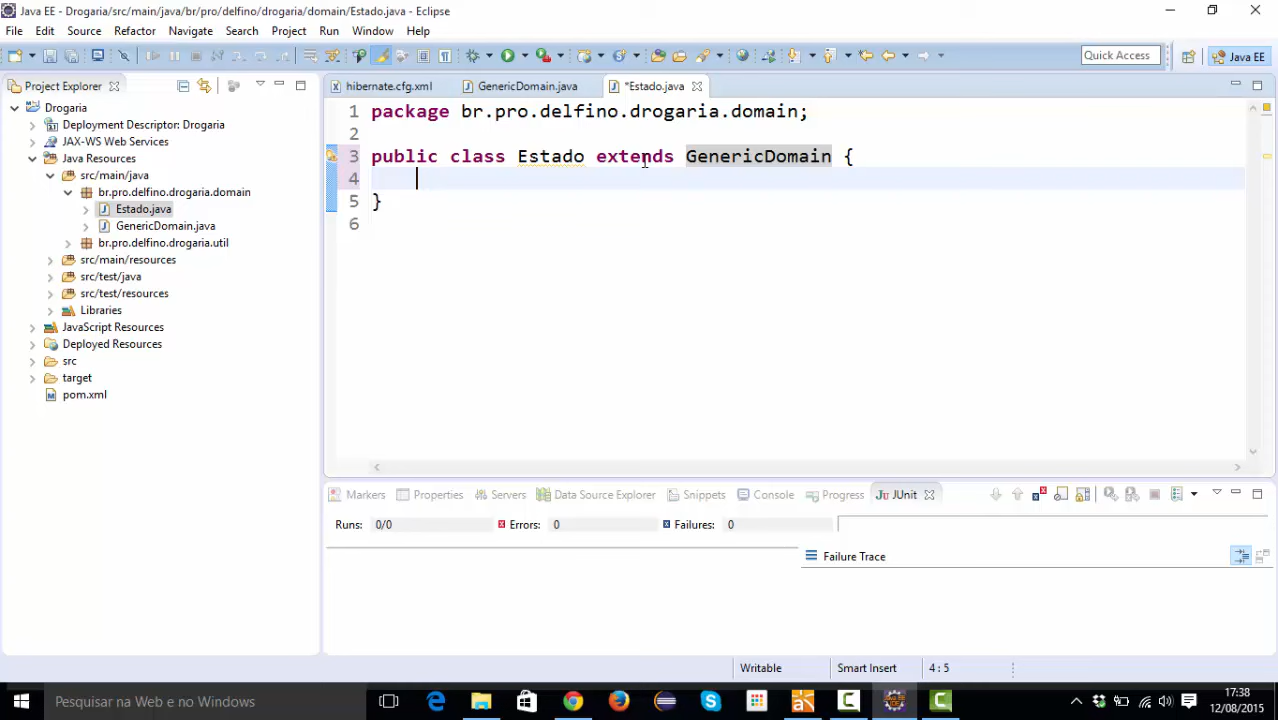 Java EE - Drogaria/src/main/java/br/pro/delfino/drogaria/domain/Estado.java - Eclipse
File Edit Source Refactor Navigate Search Project Run Window Help
Quick Access
Java EE
Project Explorer
hibernate.cfg.xml
GenericDomain.java
*Estado.java
Drogaria
Deployment Descriptor: Drogaria
JAX-WS Web Services
Java Resources
src/main/java
br.pro.delfino.drogaria.domain
Estado.java
GenericDomain.java
br.pro.delfino.drogaria.util
src/main/resources
src/test/java
src/test/resources
Libraries
JavaScript Resources
Deployed Resources
src
target
pom.xml
1 package br.pro.delfino.drogaria.domain;
2
3 public class Estado extends GenericDomain {
4
5 }
6
Markers Properties Servers Data Source Explorer Snippets Console Progress JUnit
Runs: 0/0 Errors: 0 Failures: 0
Failure Trace
Writable Smart Insert 4 : 5
Pesquisar na Web e no Windows
17:38
12/08/2015